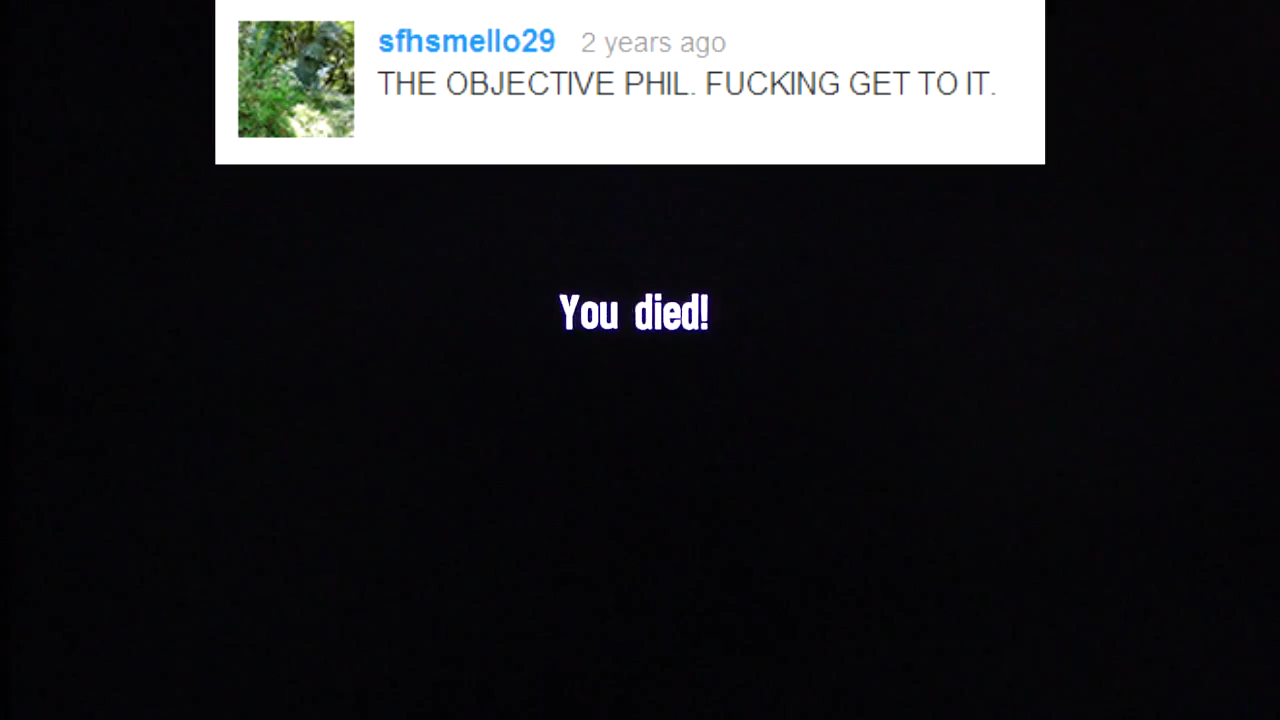 sfhsmello29 2 years ago
THE OBJECTIVE PHIL. FUCKING GET TO IT.
You died!